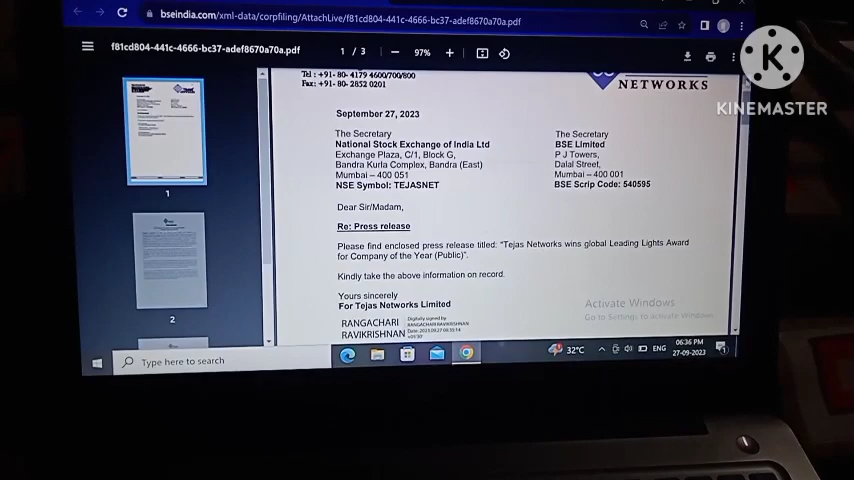 bseindia.com/xml-data/corpfiling/AttachLive/f81cd804-441c-4666-bc37-adef8670a70a.pdf
f81cd804-441c-4666-bc37-adef8670a70a.pdf
1 / 3
97%
KINEMASTER
Tel : +91- 80- 4179 4600/700/800
Fax: +91- 80- 2852 0201
NETWORKS
September 27, 2023
The Secretary
National Stock Exchange of India Ltd
Exchange Plaza, C/1, Block G,
Bandra Kurla Complex, Bandra (East)
Mumbai – 400 051
NSE Symbol: TEJASNET
The Secretary
BSE Limited
P J Towers,
Dalal Street,
Mumbai – 400 001
BSE Scrip Code: 540595
Dear Sir/Madam,
Re: Press release
Please find enclosed press release titled: “Tejas Networks wins global Leading Lights Award
for Company of the Year (Public)”.
Kindly take the above information on record.
Yours sincerely
For Tejas Networks Limited
RANGACHARI
RAVIKRISHNAN
Digitally signed by
RANGACHARI RAVIKRISHNAN
1
2
Activate Windows
Go to Settings to activate Windows.
Type here to search
32°C
ENG
06:36 PM
27-09-2023